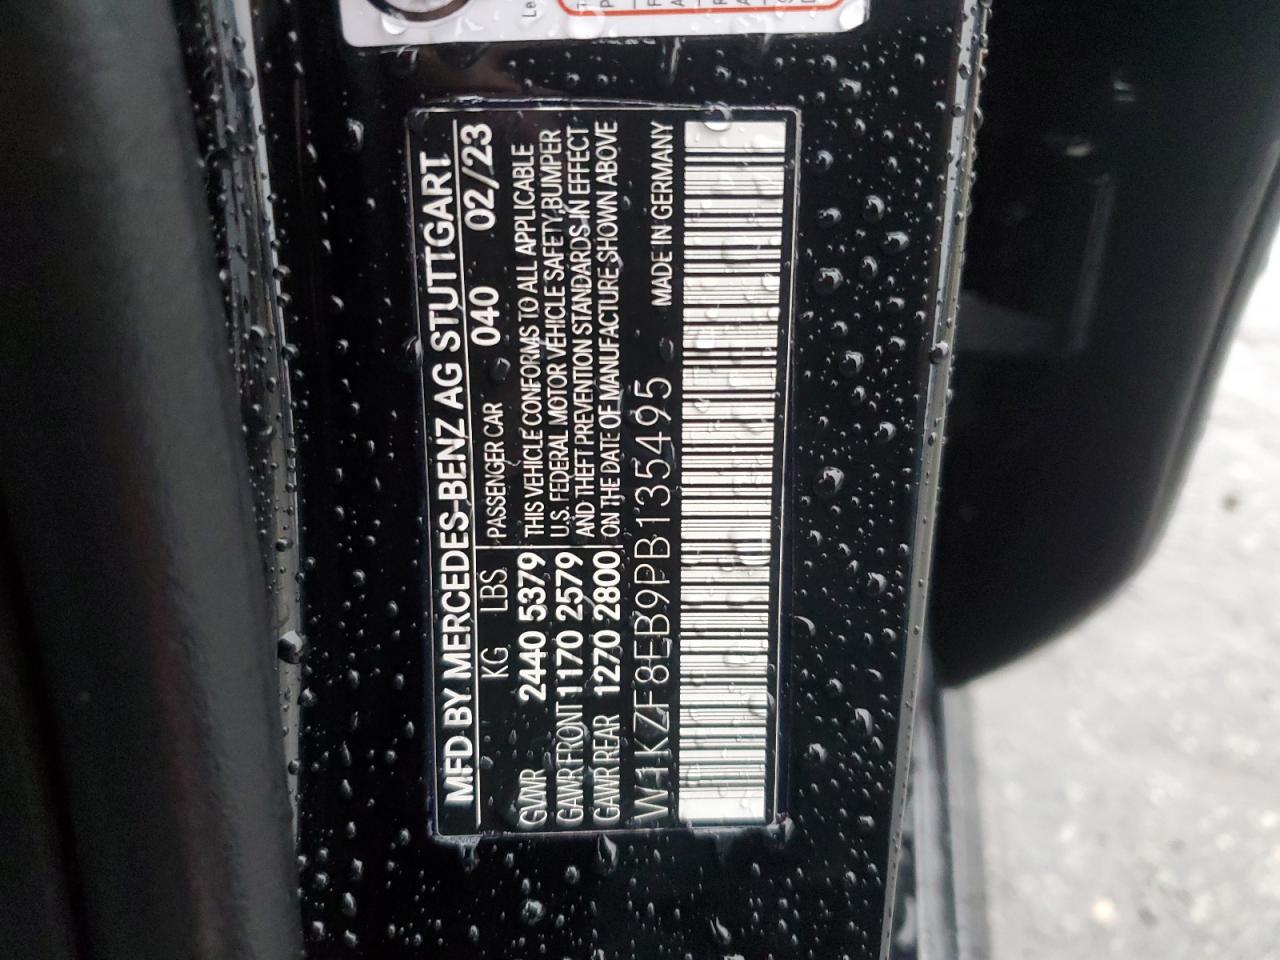 MFD BY MERCEDES-BENZ AG STUTTGART
KG LBS PASSENGER CAR 040 02/23
GVWR 2440 5379 THIS VEHICLE CONFORMS TO ALL APPLICABLE
GAWR FRONT 1170 2579 U.S. FEDERAL MOTOR VEHICLE SAFETY,BUMPER
GAWR REAR 1270 2800 AND THEFT PREVENTION STANDARDS IN EFFECT
ON THE DATE OF MANUFACTURE SHOWN ABOVE
W1KZF8EB9PB135495 MADE IN GERMANY